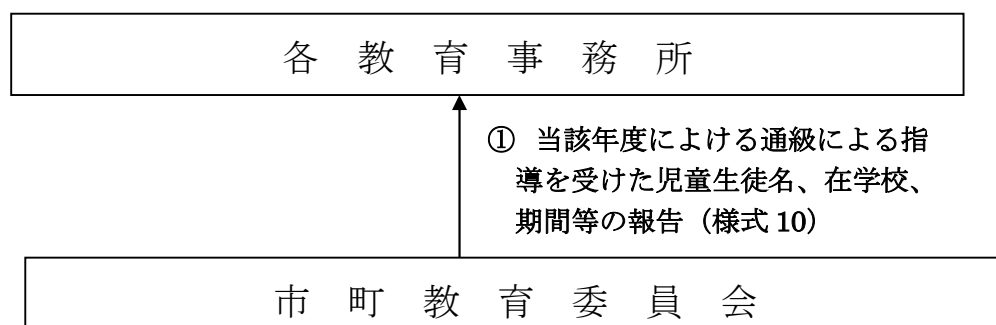 各教育事務所
① 当該年度によける通級による指
導を受けた児童生徒名、在学校、
期間等の報告（様式 10）
市町教育委員会